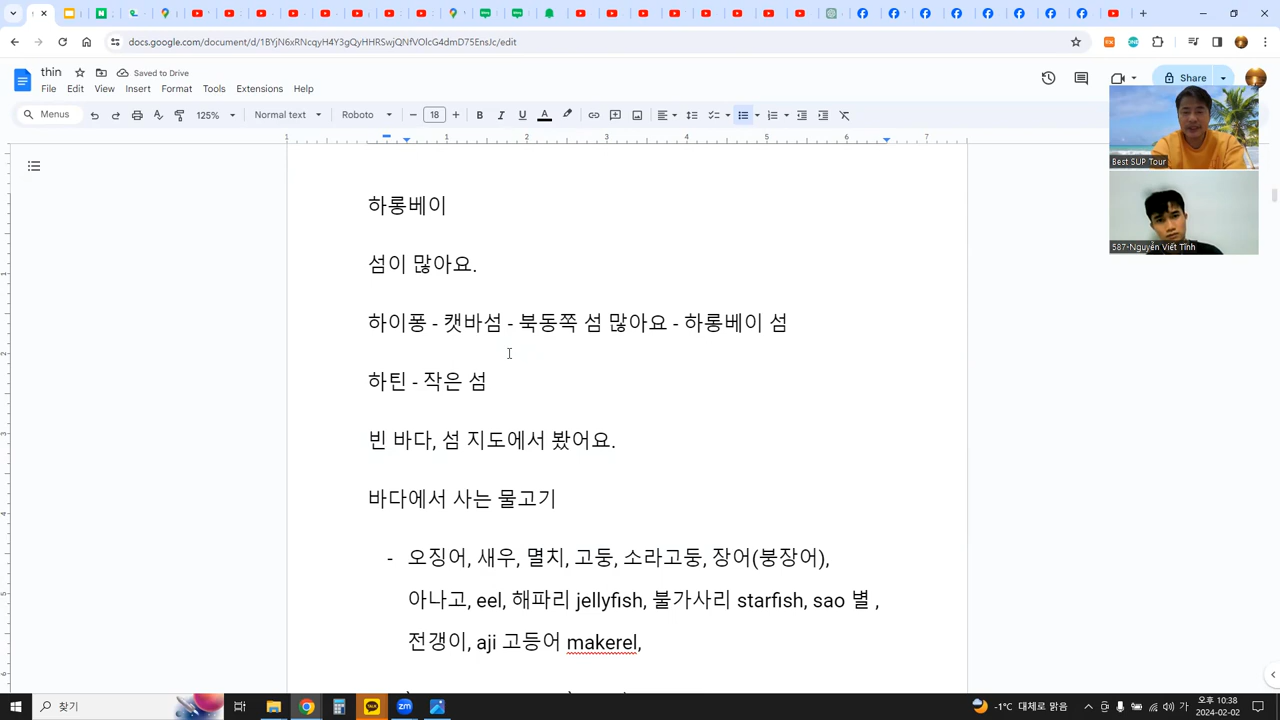 docs.google.com/document/d/1BYjN6xRNcqyH4Y3gQyHHRSwjQNfVOlcG4dmD75EnsJc/edit
thin
Saved to Drive
Share
File Edit View Insert Format Tools Extensions Help
Menus 125% Normal text Roboto 18
Best SUP Tour
587-Nguyễn Viết Tĩnh
하롱베이
섬이 많아요.
하이퐁 - 캣바섬 - 북동쪽 섬 많아요 - 하롱베이 섬
하틴 - 작은 섬
빈 바다, 섬 지도에서 봤어요.
바다에서 사는 물고기
- 오징어, 새우, 멸치, 고둥, 소라고둥, 장어(붕장어),
아나고, eel, 해파리 jellyfish, 불가사리 starfish, sao 별 ,
전갱이, aji 고등어 makerel,
찾기
-1°C 대체로 맑음
가
오후 10:38
2024-02-02